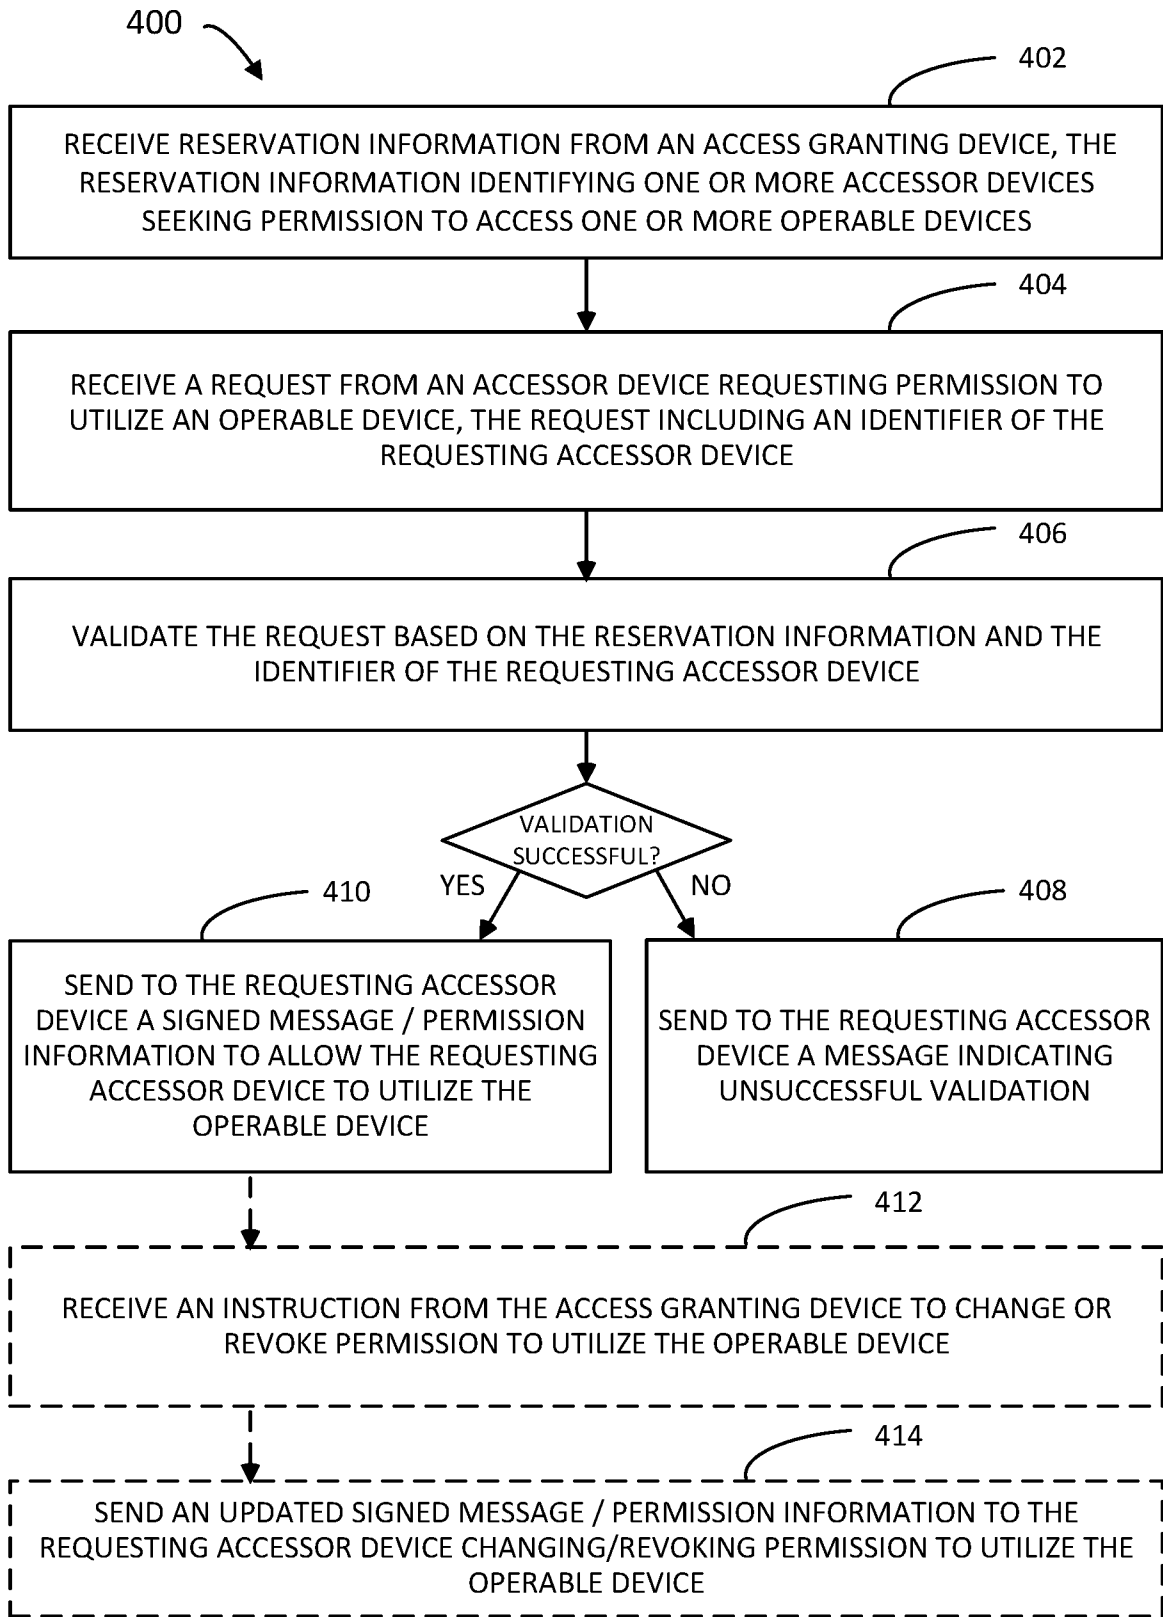 400
402
RECEIVE RESERVATION INFORMATION FROM AN ACCESS GRANTING DEVICE, THE
RESERVATION INFORMATION IDENTIFYING ONE OR MORE ACCESSOR DEVICES
SEEKING PERMISSION TO ACCESS ONE OR MORE OPERABLE DEVICES
404
RECEIVE A REQUEST FROM AN ACCESSOR DEVICE REQUESTING PERMISSION TO
UTILIZE AN OPERABLE DEVICE, THE REQUEST INCLUDING AN IDENTIFIER OF THE
REQUESTING ACCESSOR DEVICE
406
VALIDATE THE REQUEST BASED ON THE RESERVATION INFORMATION AND THE
IDENTIFIER OF THE REQUESTING ACCESSOR DEVICE
VALIDATION
SUCCESSFUL?
YES
NO
410
SEND TO THE REQUESTING ACCESSOR
DEVICE A SIGNED MESSAGE / PERMISSION
INFORMATION TO ALLOW THE REQUESTING
ACCESSOR DEVICE TO UTILIZE THE
OPERABLE DEVICE
408
SEND TO THE REQUESTING ACCESSOR
DEVICE A MESSAGE INDICATING
UNSUCCESSFUL VALIDATION
412
RECEIVE AN INSTRUCTION FROM THE ACCESS GRANTING DEVICE TO CHANGE OR
REVOKE PERMISSION TO UTILIZE THE OPERABLE DEVICE
414
SEND AN UPDATED SIGNED MESSAGE / PERMISSION INFORMATION TO THE
REQUESTING ACCESSOR DEVICE CHANGING/REVOKING PERMISSION TO UTILIZE THE
OPERABLE DEVICE